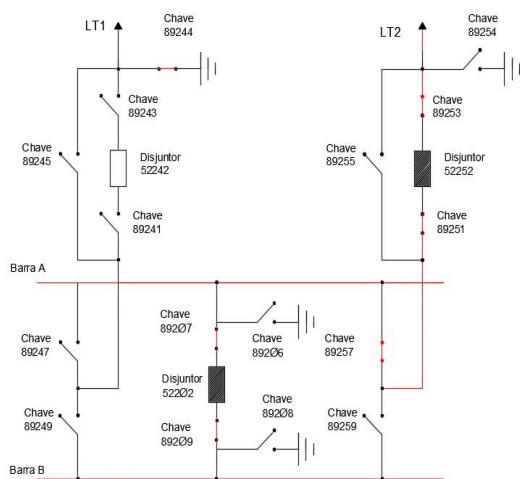 LT1
Chave
89244
LT2
Chave
89254
Chave
89243
Chave
89253
Chave
89245
Disjuntor
52242
Chave
89255
Disjuntor
52252
Chave
89241
Chave
89251
Barra A
Chave
892Ø7
Chave
89247
Chave
892Ø6
Chave
89257
Disjuntor
522Ø2
Chave
89249
Chave
892Ø8
Chave
892Ø9
Chave
89259
Barra B